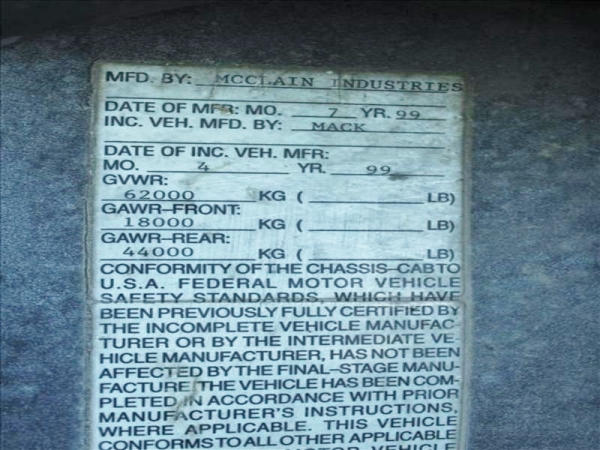 MFD. BY: MCCLAIN INDUSTRIES
DATE OF MFR: MO. 7 YR. 99
INC. VEH. MFD. BY: MACK
DATE OF INC. VEH. MFR:
MO. 4 YR. 99
GVWR:
62000 KG ( LB)
GAWR–FRONT:
18000 KG ( LB)
GAWR–REAR:
44000 KG ( LB)
CONFORMITY OF THE CHASSIS–CAB TO
U.S.A. FEDERAL MOTOR VEHICLE
SAFETY STANDARDS, WHICH HAVE
BEEN PREVIOUSLY FULLY CERTIFIED BY
THE INCOMPLETE VEHICLE MANUFAC-
TURER OR BY THE INTERMEDIATE VE-
HICLE MANUFACTURER, HAS NOT BEEN
AFFECTED BY THE FINAL–STAGE MANU-
FACTURE. THE VEHICLE HAS BEEN COM-
PLETED IN ACCORDANCE WITH PRIOR
MANUFACTURER'S INSTRUCTIONS,
WHERE APPLICABLE. THIS VEHICLE
CONFORMS TO ALL OTHER APPLICABLE
MOTOR VEHICLE